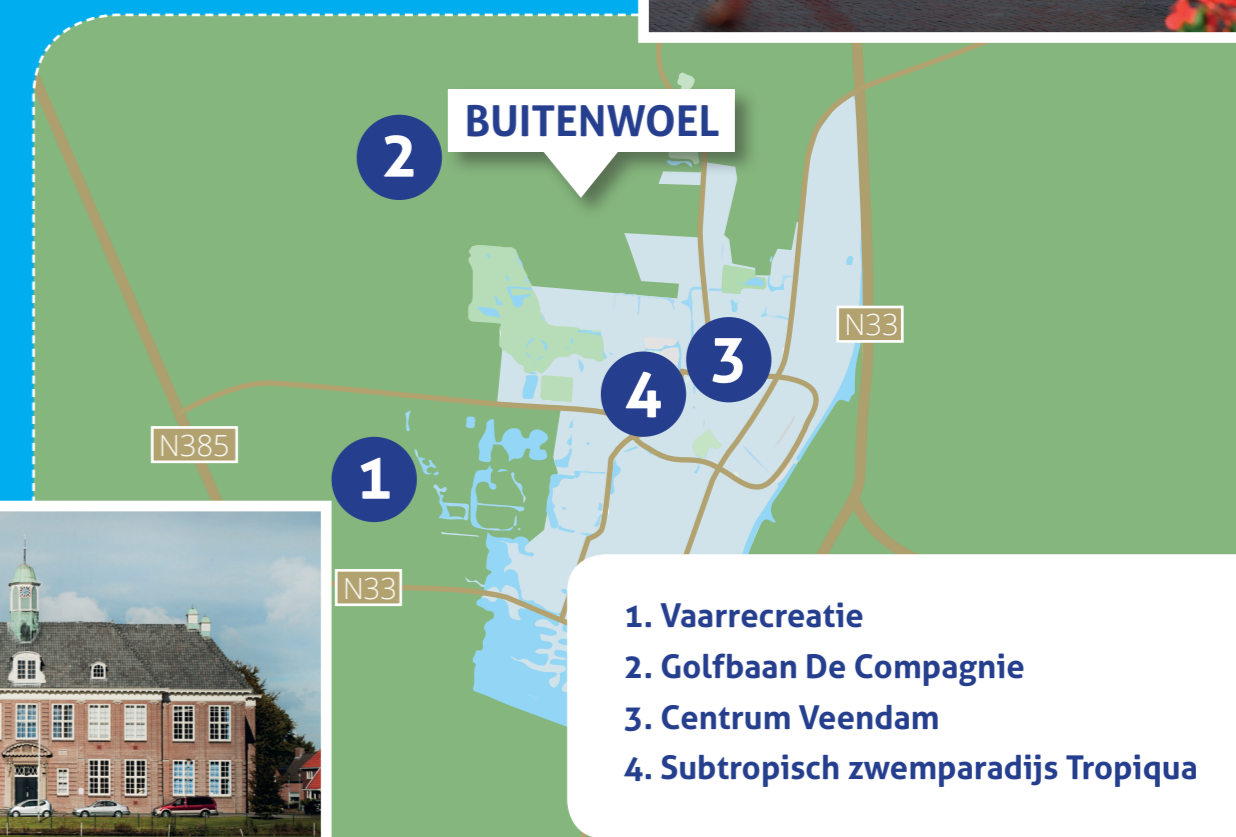 BUITENWOEL
2
N33
3
4
N385
1
N33
1. Vaarrecreatie
2. Golfbaan De Compagnie
3. Centrum Veendam
4. Subtropisch zwemparadijs Tropiqua